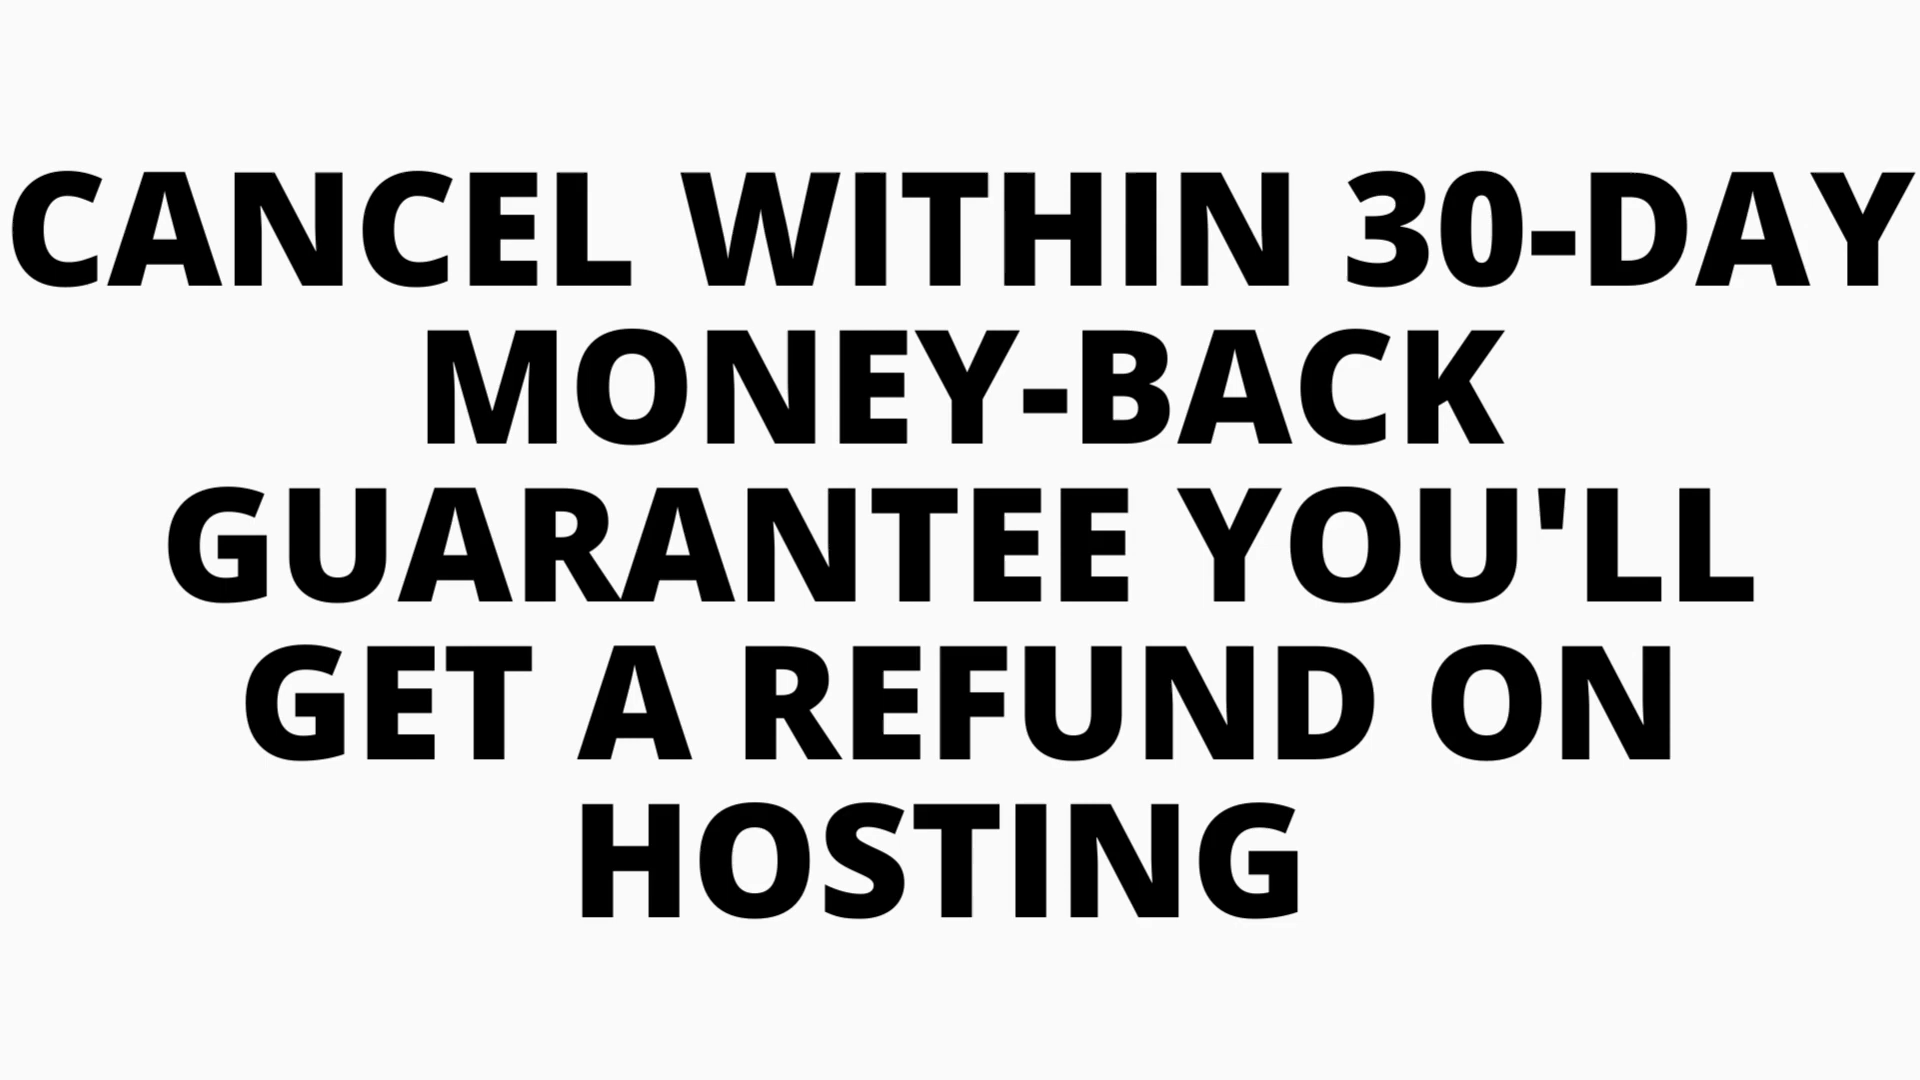 CANCEL WITHIN 30-DAY
MONEY-BACK
GUARANTEE YOU'LL
GET A REFUND ON
HOSTING